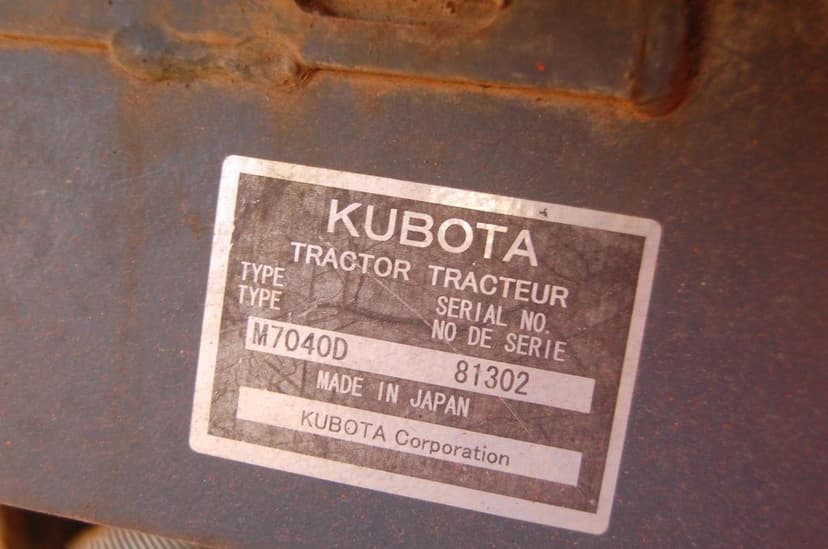 KUBOTA
TRACTOR TRACTEUR
TYPE SERIAL NO.
TYPE NO DE SERIE
M7040D 81302
MADE IN JAPAN
KUBOTA Corporation